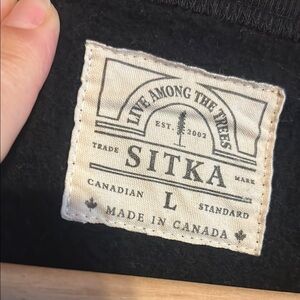 LIVE AMONG THE TREES
EST. 2002
TRADE MARK
SITKA
CANADIAN L STANDARD
MADE IN CANADA